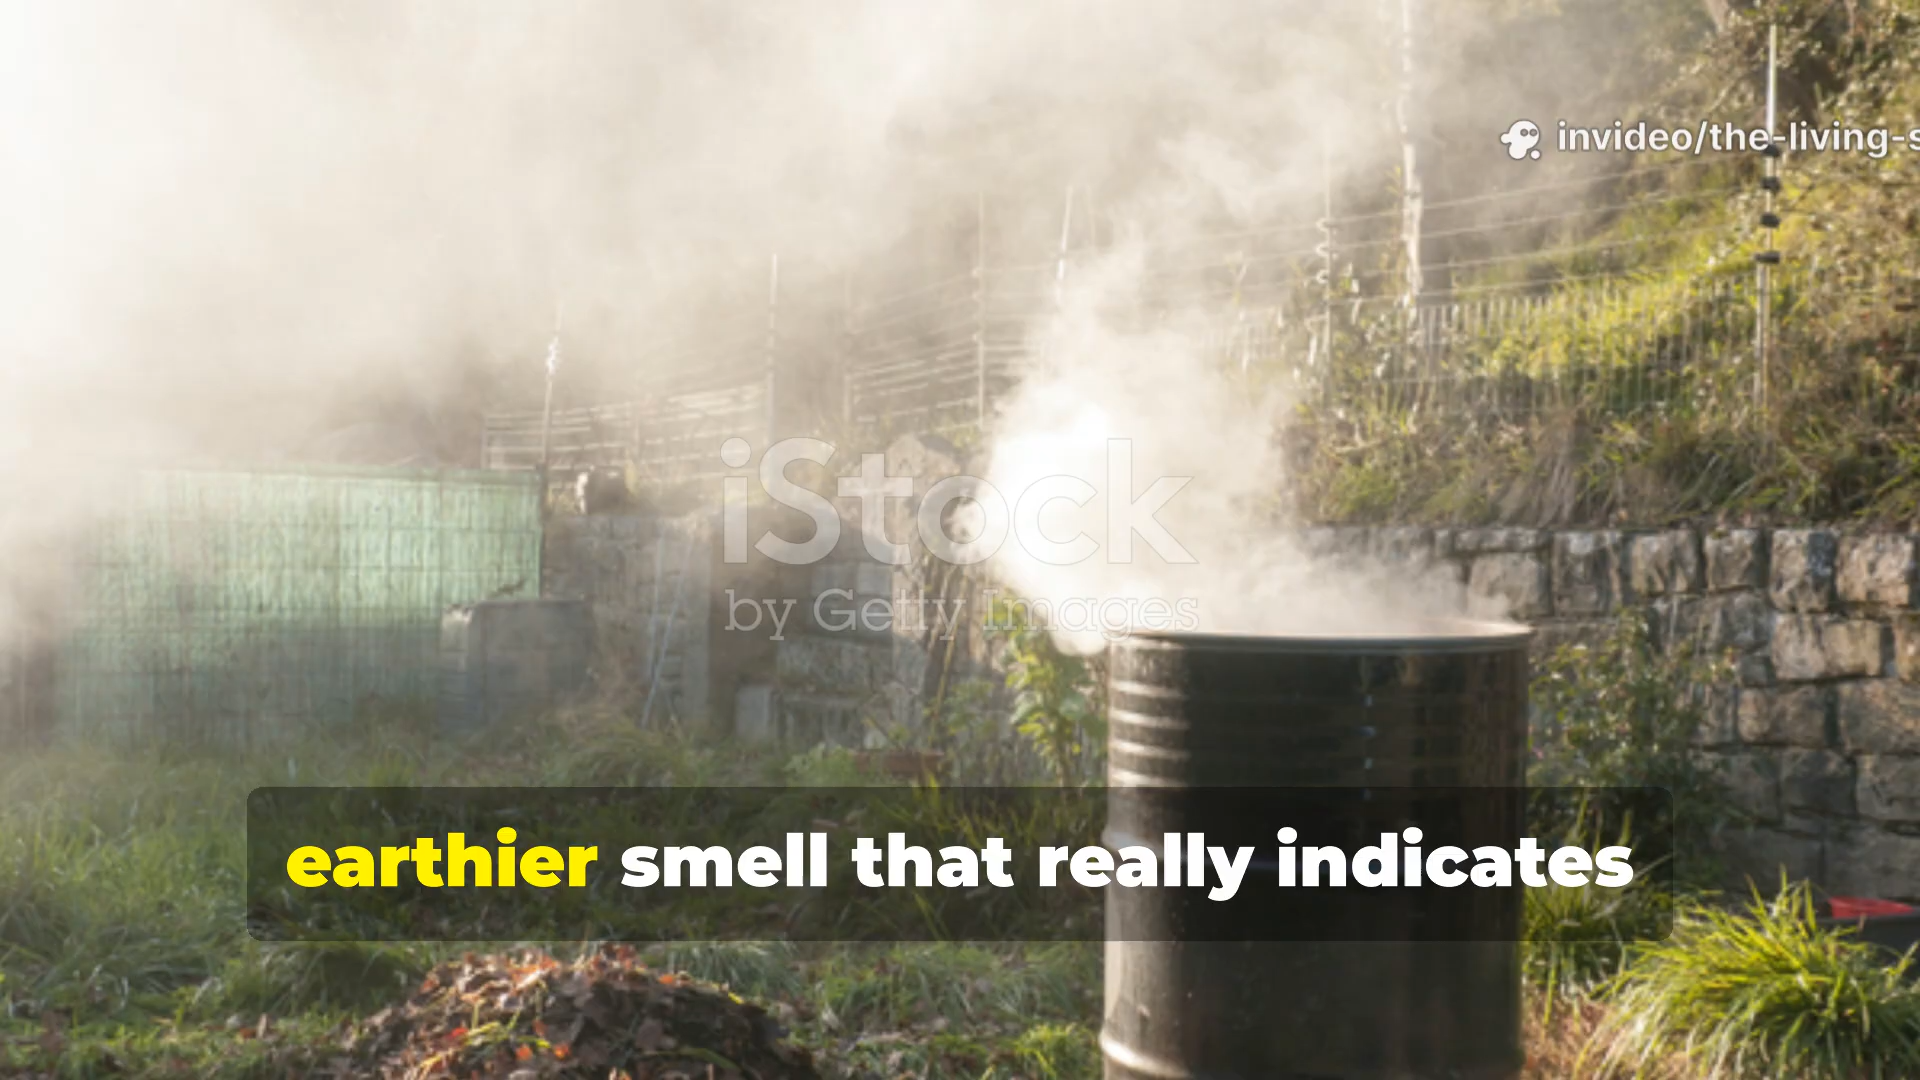 invideo/the-living-s
iStock
by Getty Images
earthier smell that really indicates